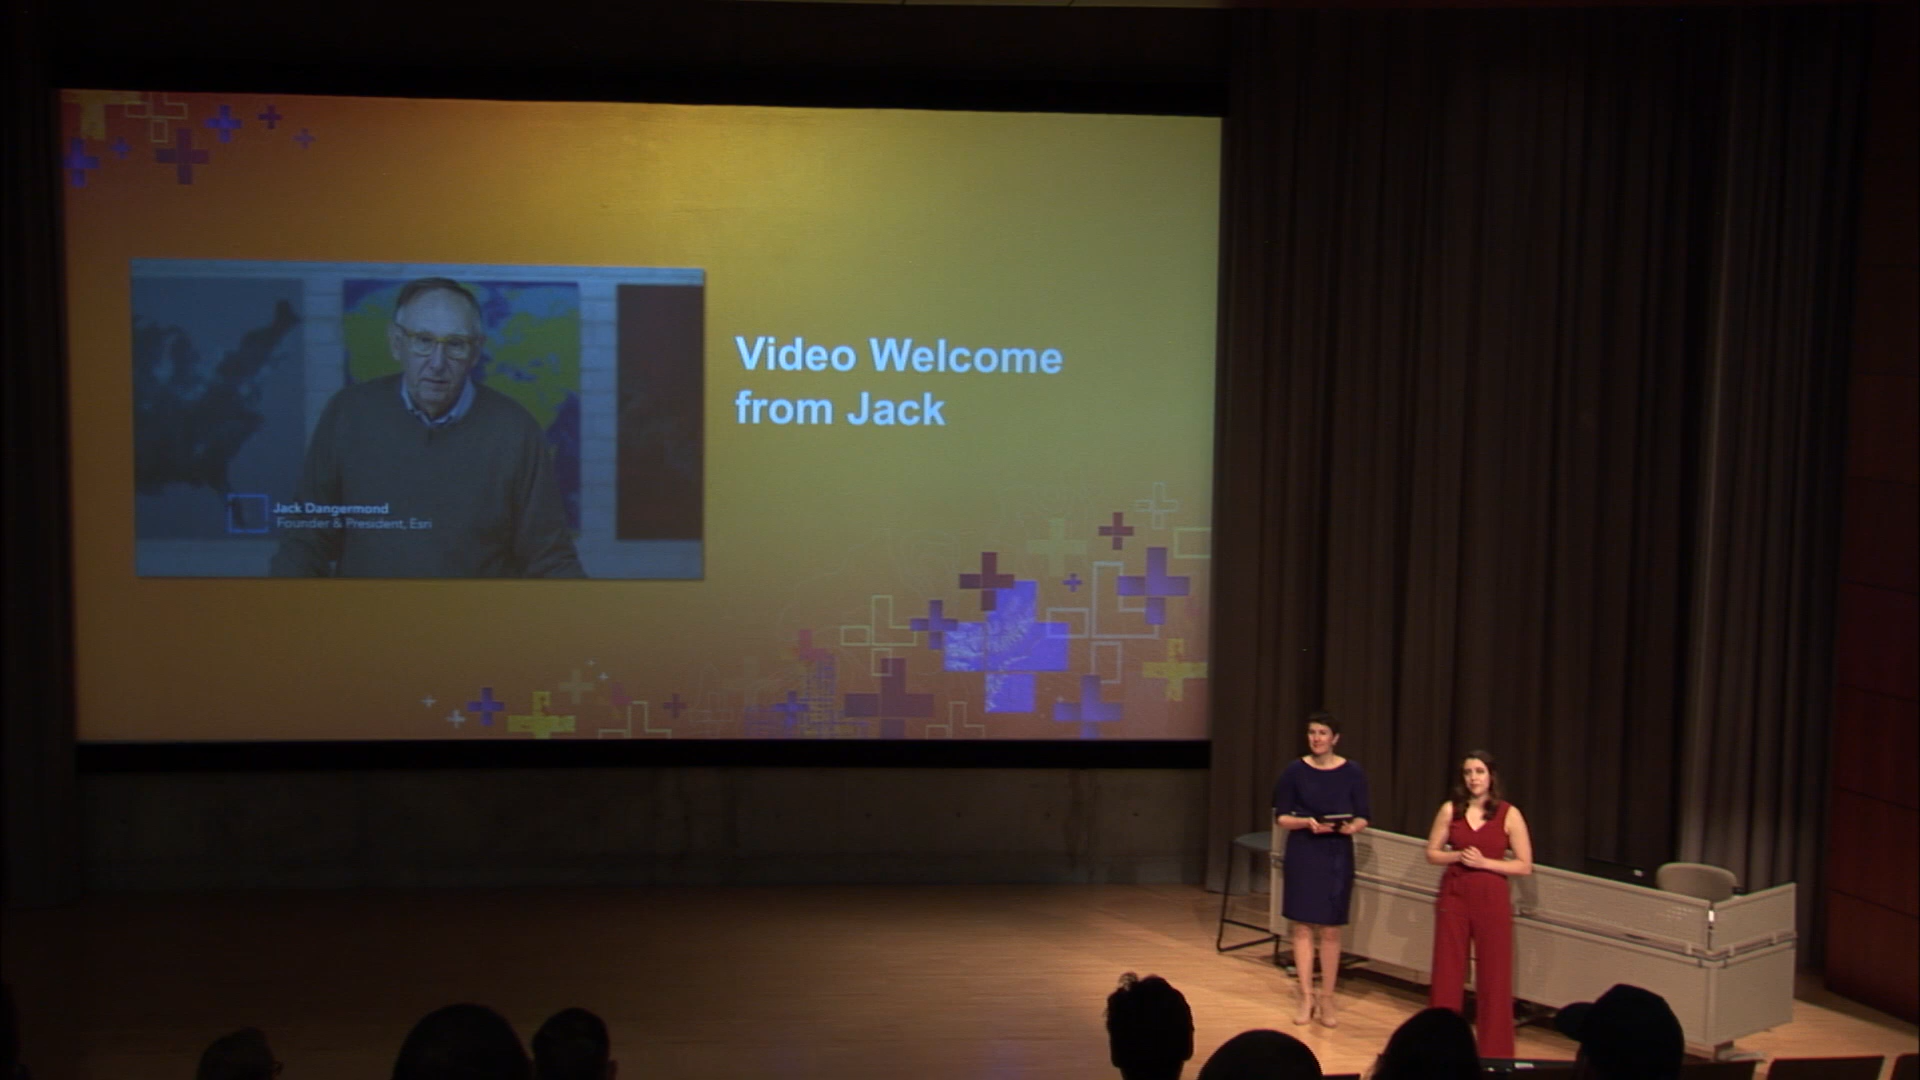 Video Welcome
from Jack
Jack Dangermond
Founder & President, Esri